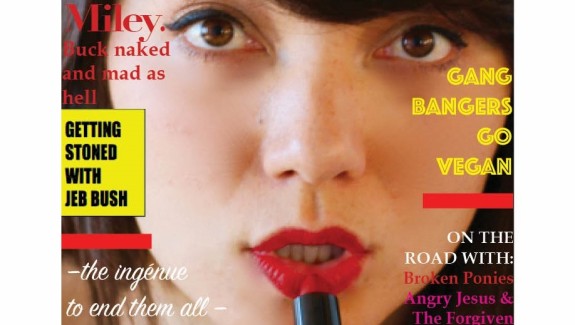 Miley.
Buck naked
and mad as
hell
GETTING
STONED
WITH
JEB BUSH
–the ingénue
to end them all –
GANG
BANGERS
GO
VEGAN
ON THE
ROAD WITH:
Broken Ponies
Angry Jesus &
The Forgiven